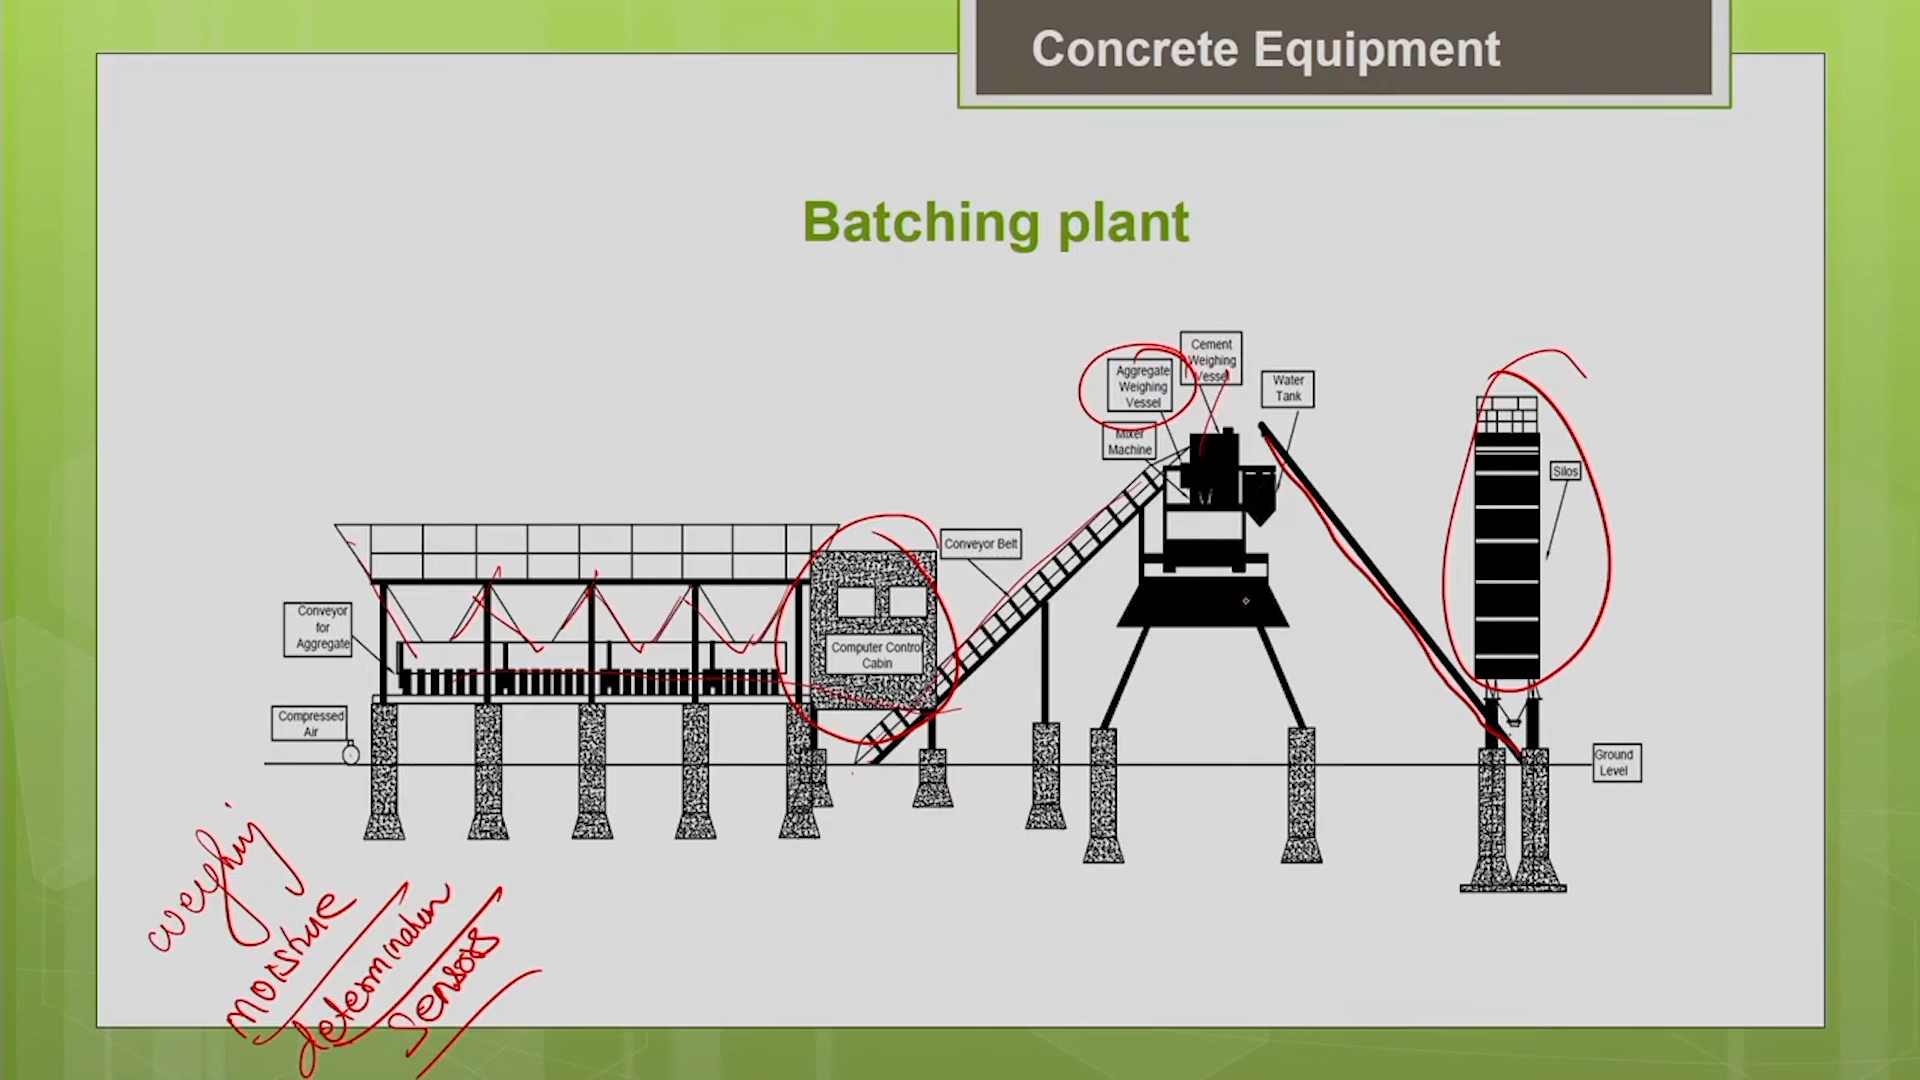 Concrete Equipment
Batching plant
Cement
Weighing
Vessel
Aggregate
Weighing
Vessel
Water
Tank
Mixer
Machine
Silos
Conveyor Belt
Conveyor
for
Aggregate
Computer Control
Cabin
Compressed
Air
Ground
Level
weighing
moisture
determination
sensors